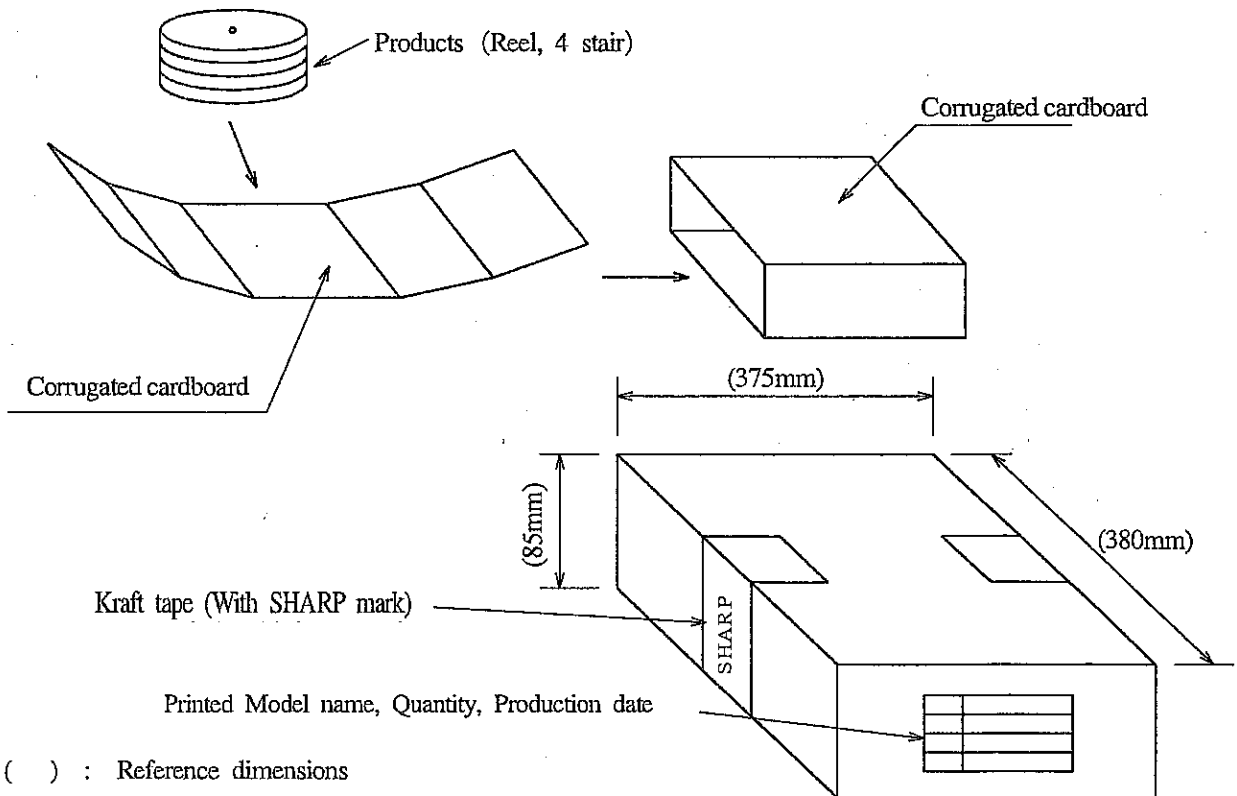 Products (Reel, 4 stair)
Corrugated cardboard
Corrugated cardboard
(375mm)
(85mm)
(380mm)
Kraft tape (With SHARP mark)
SHARP
Printed Model name, Quantity, Production date
( ) : Reference dimensions